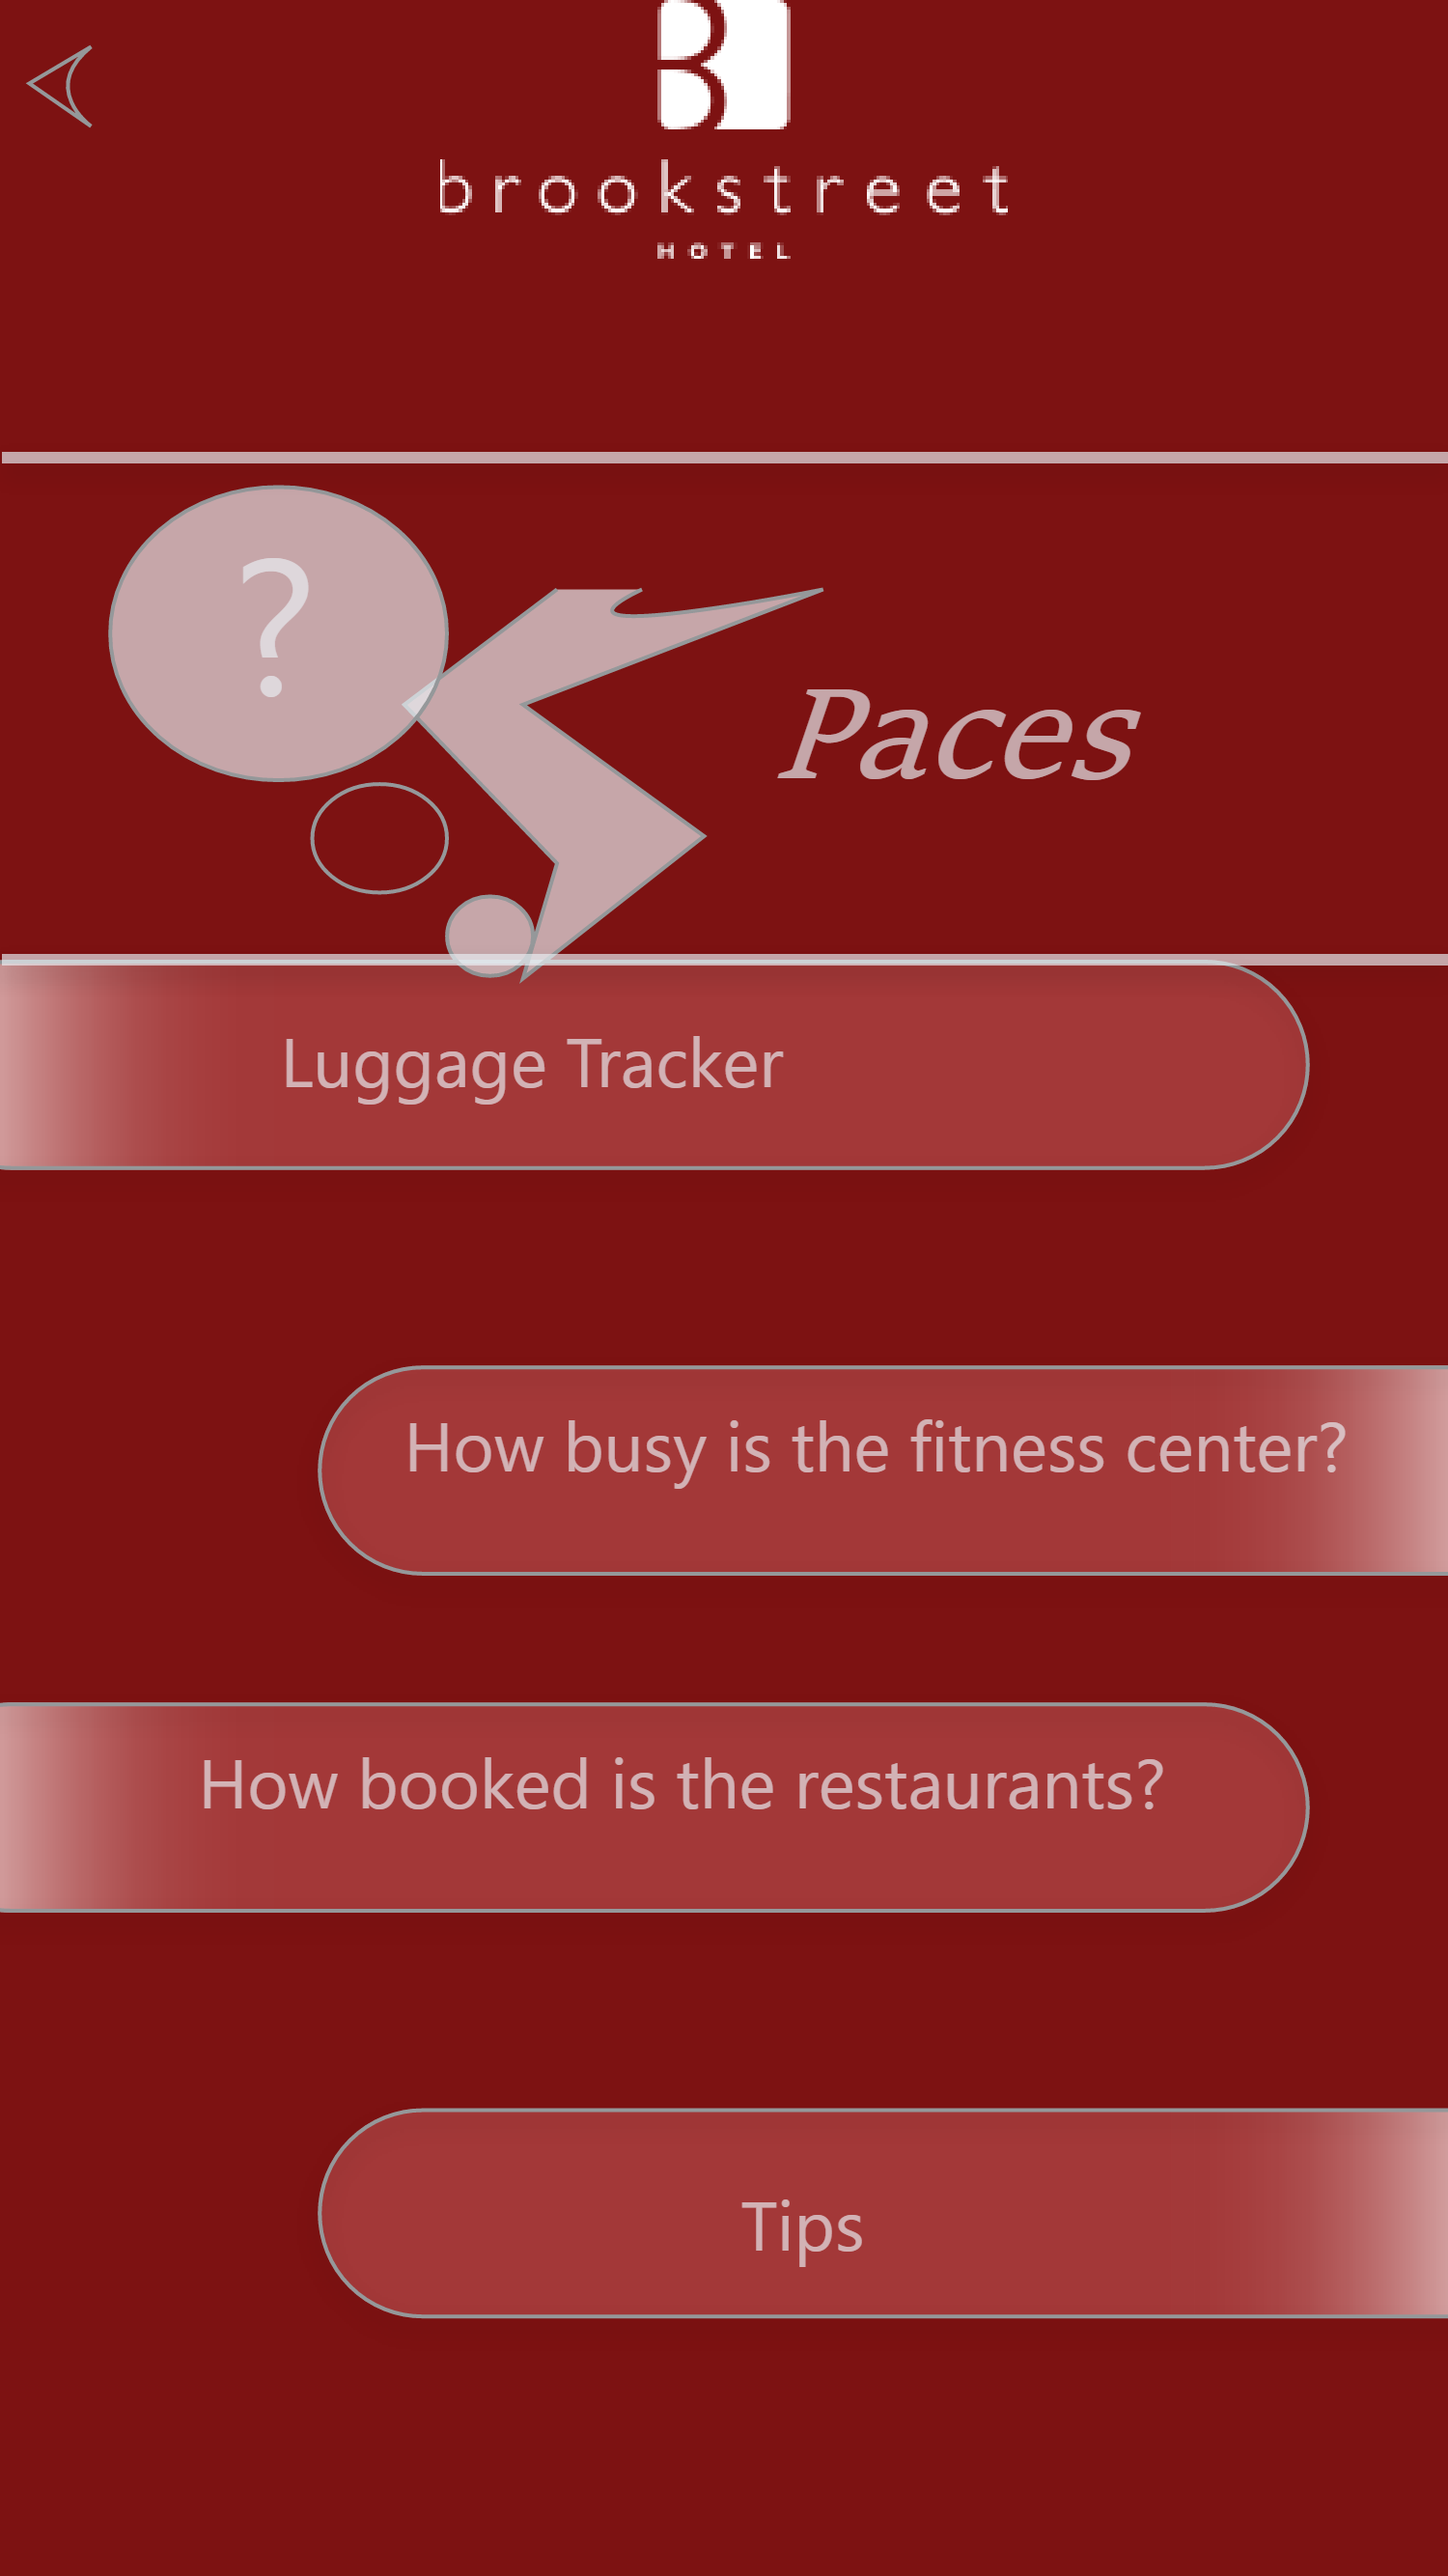 brookstreet
HOTEL
?
Paces
Luggage Tracker
How busy is the fitness center?
How booked is the restaurants?
Tips